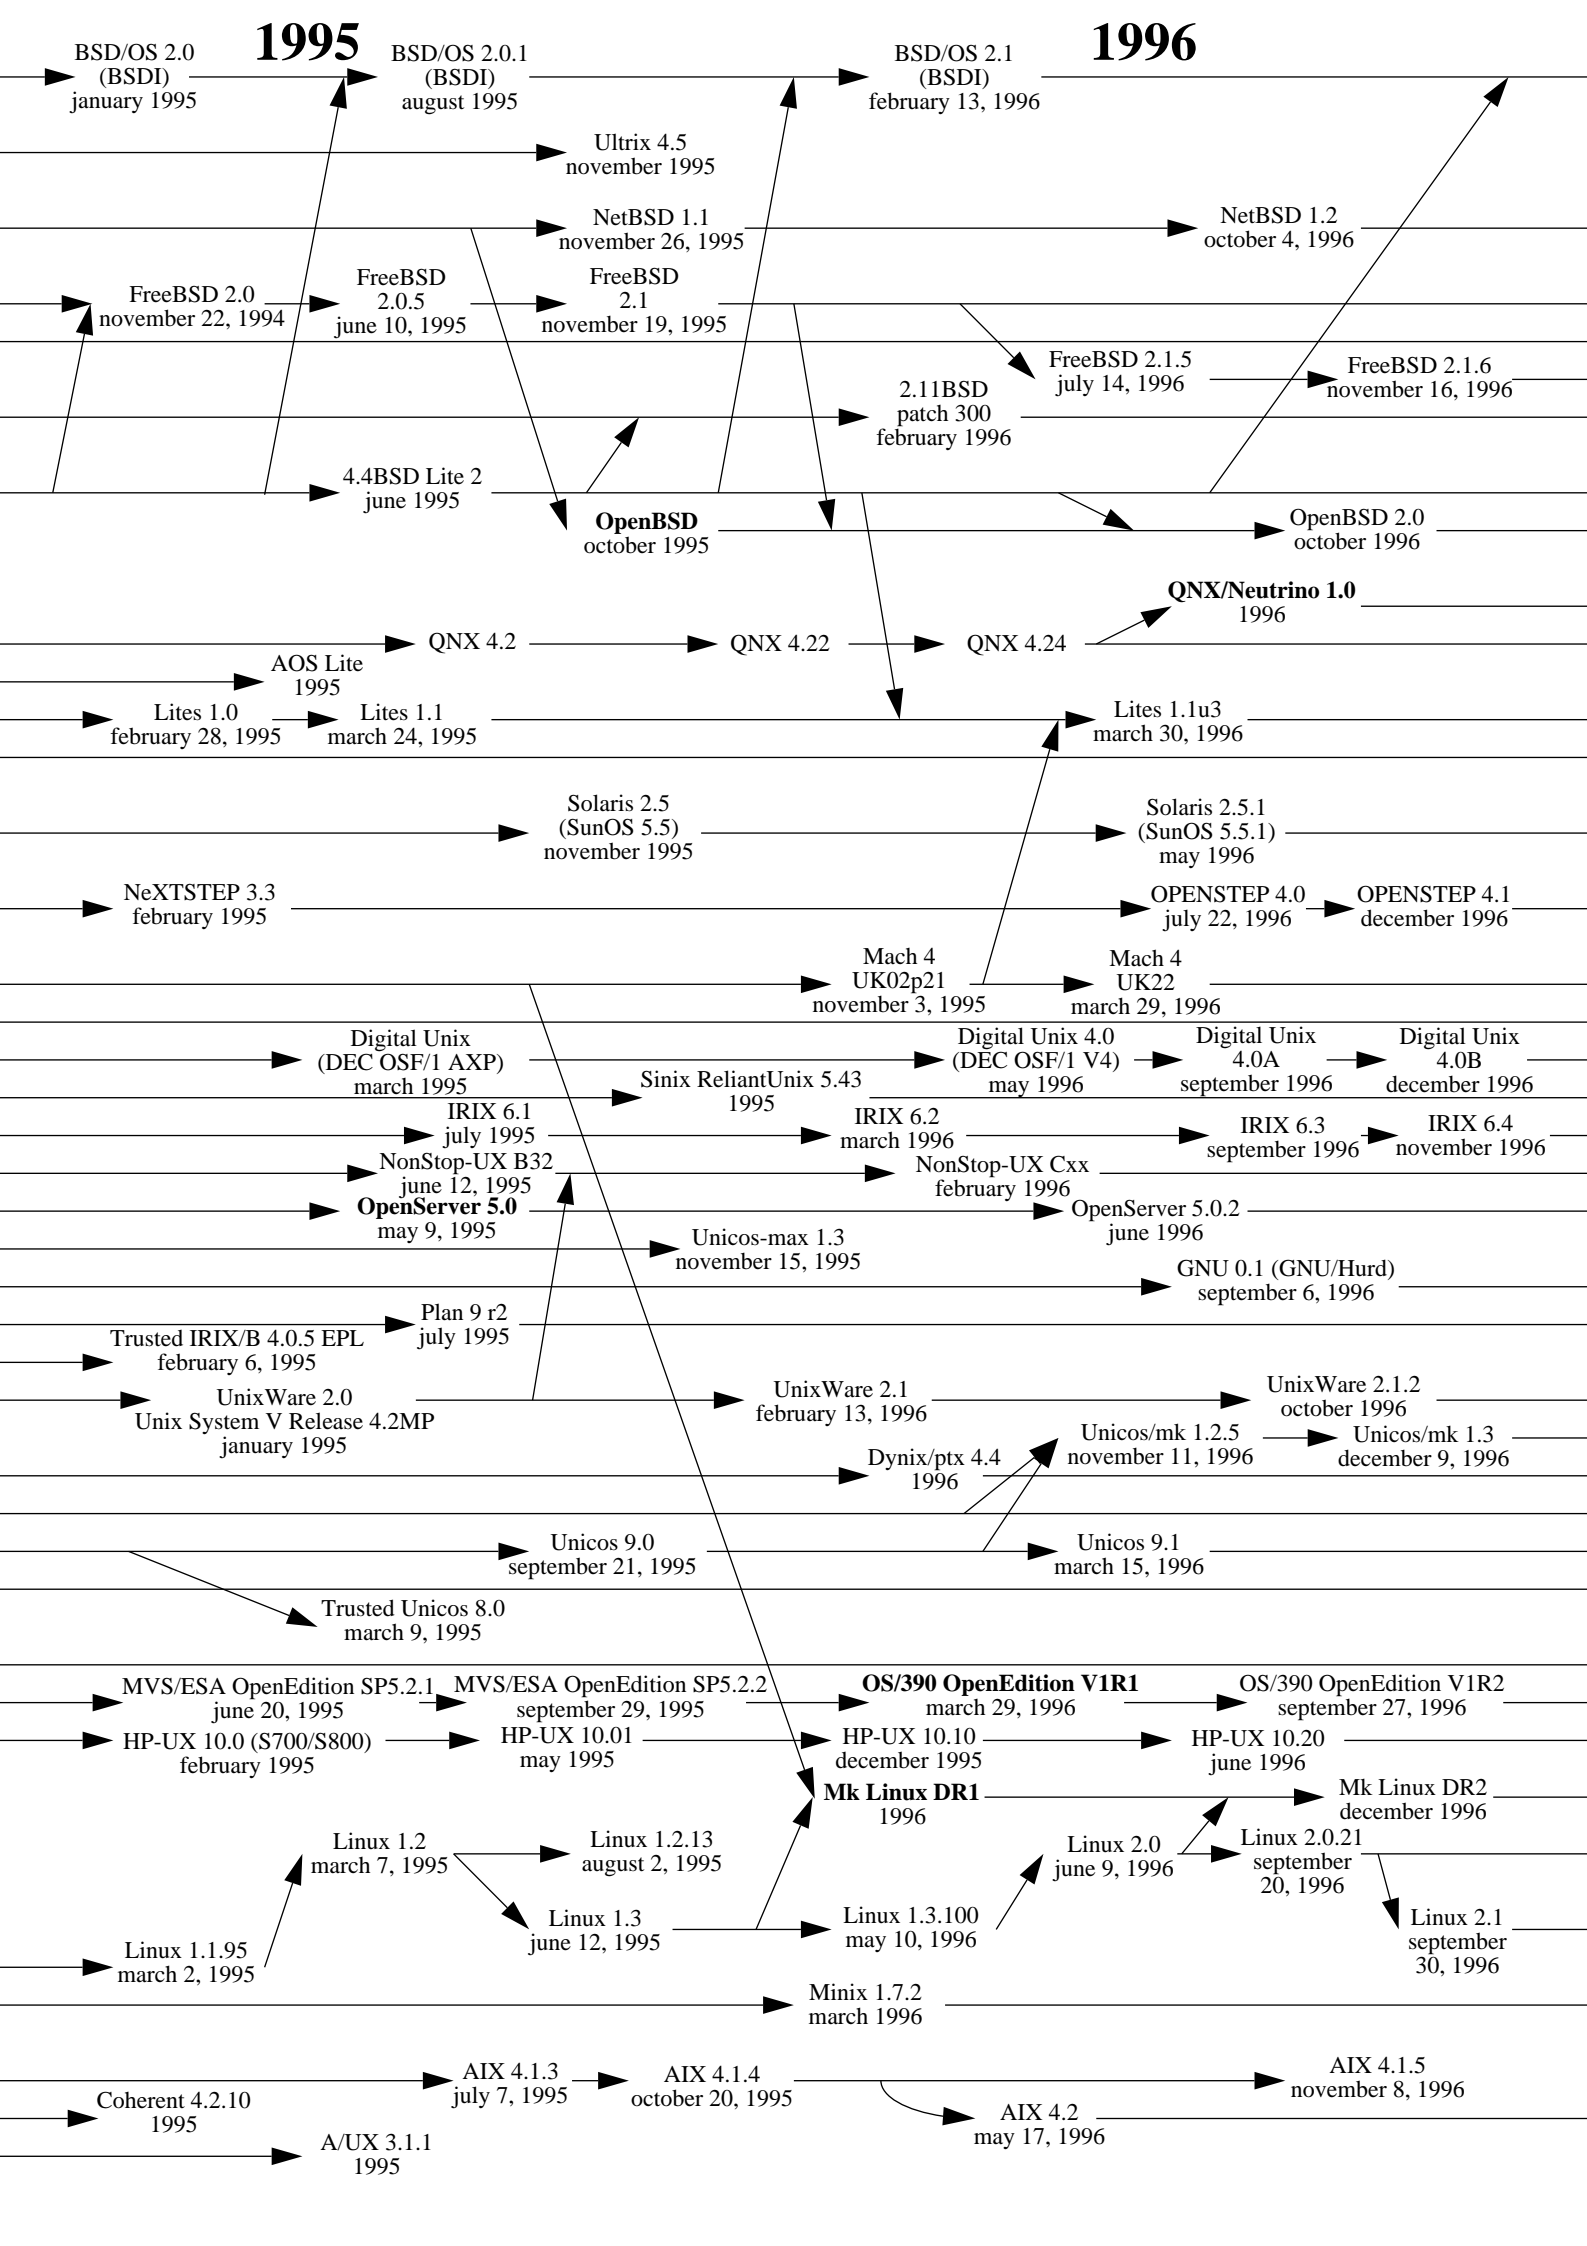 1995
1996
BSD/OS 2.0
(BSDI)
january 1995
BSD/OS 2.0.1
(BSDI)
august 1995
BSD/OS 2.1
(BSDI)
february 13, 1996
Ultrix 4.5
november 1995
NetBSD 1.1
november 26, 1995
NetBSD 1.2
october 4, 1996
FreeBSD 2.0
november 22, 1994
FreeBSD
2.0.5
june 10, 1995
FreeBSD
2.1
november 19, 1995
FreeBSD 2.1.5
july 14, 1996
FreeBSD 2.1.6
november 16, 1996
2.11BSD
patch 300
february 1996
4.4BSD Lite 2
june 1995
OpenBSD
october 1995
OpenBSD 2.0
october 1996
QNX/Neutrino 1.0
1996
QNX 4.2
QNX 4.22
QNX 4.24
AOS Lite
1995
Lites 1.0
february 28, 1995
Lites 1.1
march 24, 1995
Lites 1.1u3
march 30, 1996
Solaris 2.5
(SunOS 5.5)
november 1995
Solaris 2.5.1
(SunOS 5.5.1)
may 1996
NeXTSTEP 3.3
february 1995
OPENSTEP 4.0
july 22, 1996
OPENSTEP 4.1
december 1996
Mach 4
UK02p21
november 3, 1995
Mach 4
UK22
march 29, 1996
Digital Unix
(DEC OSF/1 AXP)
march 1995
Digital Unix 4.0
(DEC OSF/1 V4)
may 1996
Digital Unix
4.0A
september 1996
Digital Unix
4.0B
december 1996
Sinix ReliantUnix 5.43
1995
IRIX 6.1
july 1995
IRIX 6.2
march 1996
IRIX 6.3
september 1996
IRIX 6.4
november 1996
NonStop-UX B32
june 12, 1995
NonStop-UX Cxx
february 1996
OpenServer 5.0
may 9, 1995
OpenServer 5.0.2
june 1996
Unicos-max 1.3
november 15, 1995
GNU 0.1 (GNU/Hurd)
september 6, 1996
Plan 9 r2
july 1995
Trusted IRIX/B 4.0.5 EPL
february 6, 1995
UnixWare 2.0
Unix System V Release 4.2MP
january 1995
UnixWare 2.1
february 13, 1996
UnixWare 2.1.2
october 1996
Unicos/mk 1.2.5
november 11, 1996
Unicos/mk 1.3
december 9, 1996
Dynix/ptx 4.4
1996
Unicos 9.0
september 21, 1995
Unicos 9.1
march 15, 1996
Trusted Unicos 8.0
march 9, 1995
MVS/ESA OpenEdition SP5.2.1
june 20, 1995
MVS/ESA OpenEdition SP5.2.2
september 29, 1995
OS/390 OpenEdition V1R1
march 29, 1996
OS/390 OpenEdition V1R2
september 27, 1996
HP-UX 10.0 (S700/S800)
february 1995
HP-UX 10.01
may 1995
HP-UX 10.10
december 1995
HP-UX 10.20
june 1996
Mk Linux DR1
1996
Mk Linux DR2
december 1996
Linux 1.2
march 7, 1995
Linux 1.2.13
august 2, 1995
Linux 2.0
june 9, 1996
Linux 2.0.21
september
20, 1996
Linux 1.3
june 12, 1995
Linux 1.3.100
may 10, 1996
Linux 2.1
september
30, 1996
Linux 1.1.95
march 2, 1995
Minix 1.7.2
march 1996
AIX 4.1.3
july 7, 1995
AIX 4.1.4
october 20, 1995
AIX 4.1.5
november 8, 1996
Coherent 4.2.10
1995
AIX 4.2
may 17, 1996
A/UX 3.1.1
1995